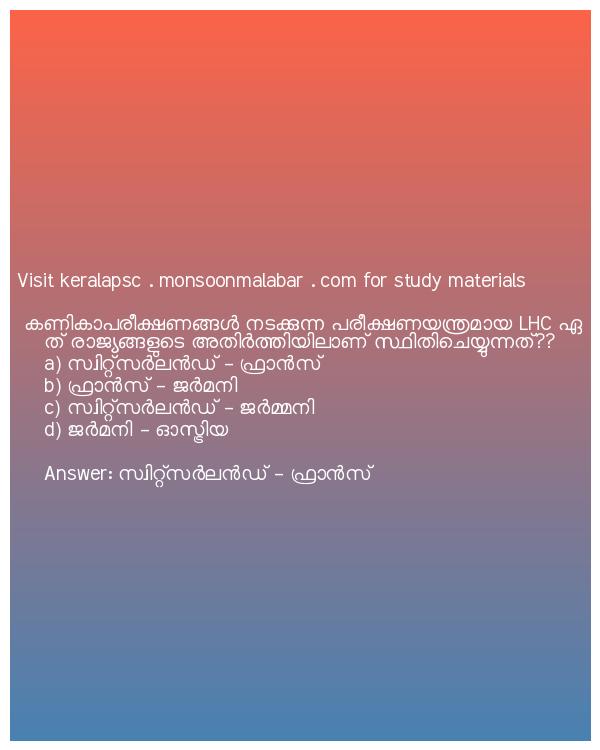 Visit keralapsc . monsoonmalabar . com for study materials
കണികാപരീക്ഷണങ്ങൾ നടക്കുന്ന പരീക്ഷണയന്ത്രമായ LHC ഏ
ത് രാജ്യങ്ങളുടെ അതിർത്തിയിലാണ് സ്ഥിതിചെയ്യുന്നത്??
a) സ്വിറ്റ്സർലൻഡ് - ഫ്രാൻസ്
b) ഫ്രാൻസ് - ജർമനി
c) സ്വിറ്റ്സർലൻഡ് - ജർമ്മനി
d) ജർമനി - ഓസ്ട്രിയ
Answer: സ്വിറ്റ്സർലൻഡ് - ഫ്രാൻസ്